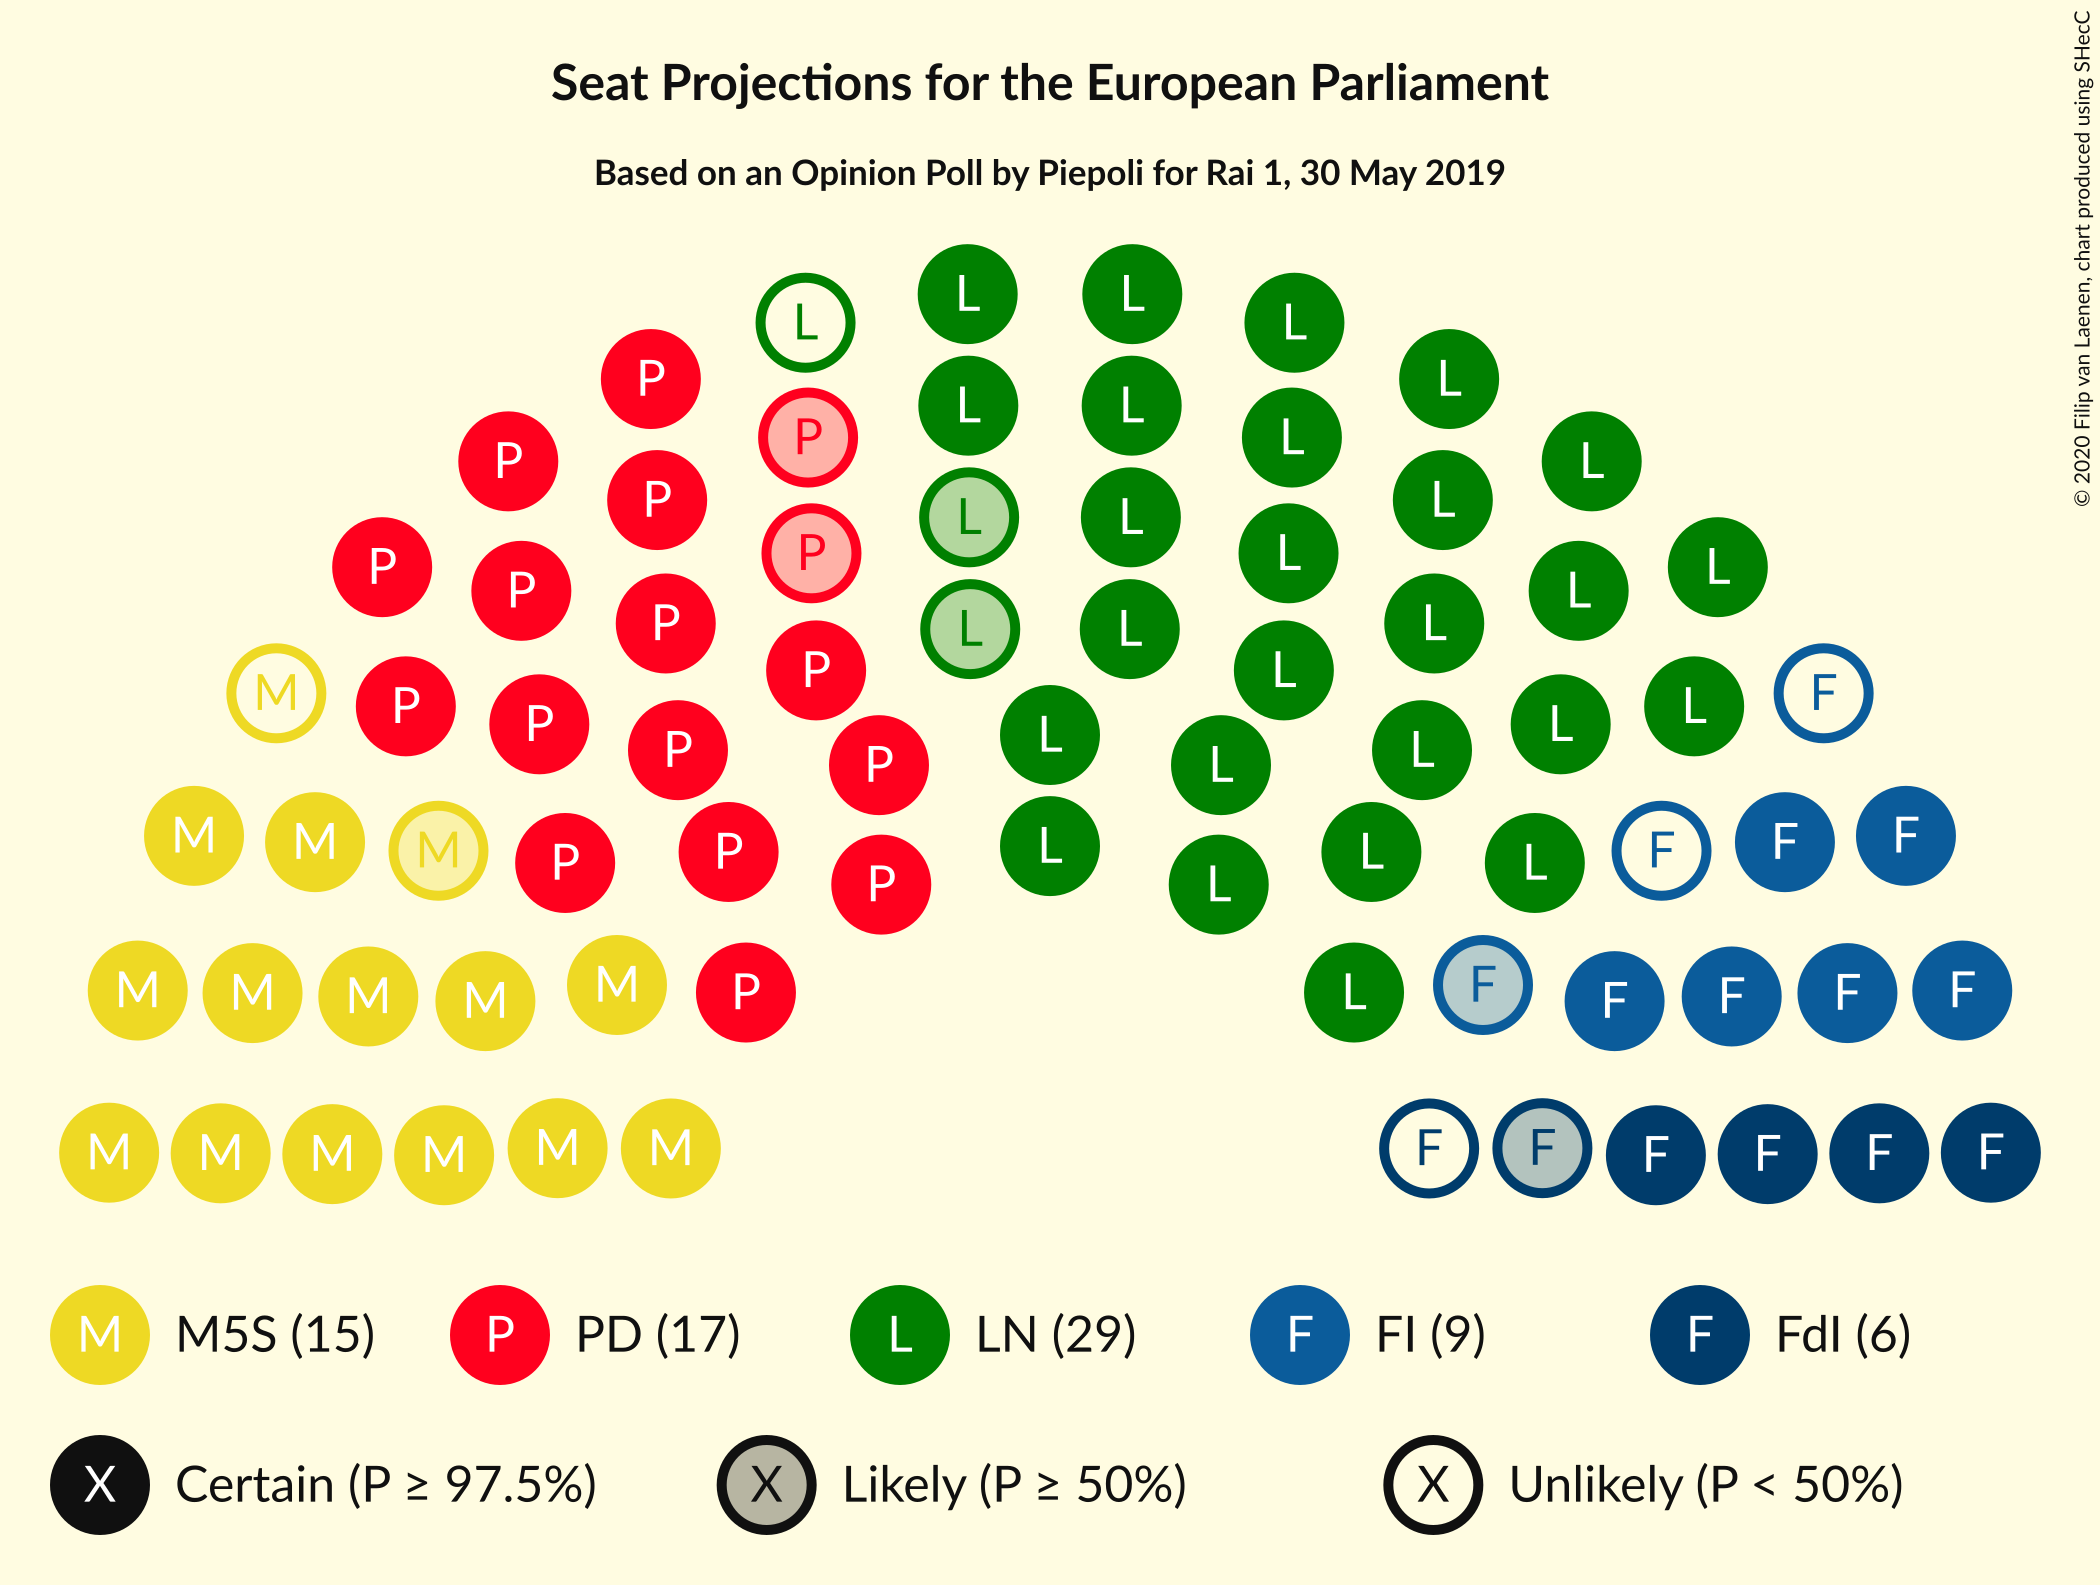 Seat Projections for the European Parliament
Based on an Opinion Poll by Piepoli for Rai 1, 30 May 2019
© 2020 Filip van Laenen, chart produced using SHecC
L L
L L
P P
L L L
L L
P P
P L
L L
P L
L L
P P L L L
P P L L
P L
M F
P L
P L
P L L L
P L
M F
M F
M P P L L F
P L
M M M M M P L F F F F F
M M M M M M F F F F F F
M M5S (15) P PD (17) L LN (29) F FI (9) F FdI (6)
X Certain (P ≥ 97.5%) X Likely (P ≥ 50%) X Unlikely (P < 50%)